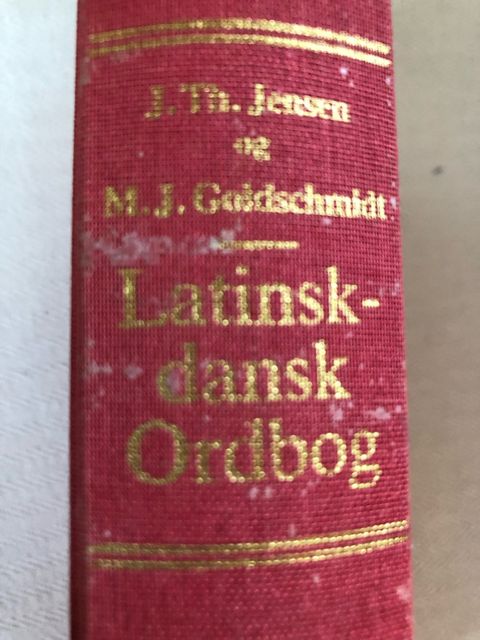 J. Th. Jensen
og
M. J. Goldschmidt
Latinsk-
dansk
Ordbog